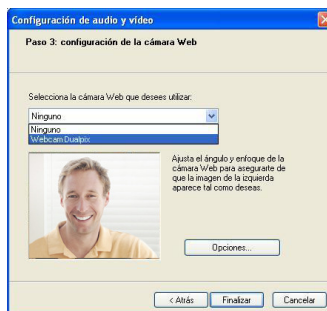 Configuración de audio y vídeo
Paso 3: configuración de la cámara Web
Selecciona la cámara Web que desees utilizar:
Ninguno
Ninguno
Webcam Dualpix
Ajusta el ángulo y enfoque de la
cámara Web para asegurarte de
que la imagen de la izquierda
aparece tal como deseas.
Opciones...
< Atrás
Finalizar
Cancelar